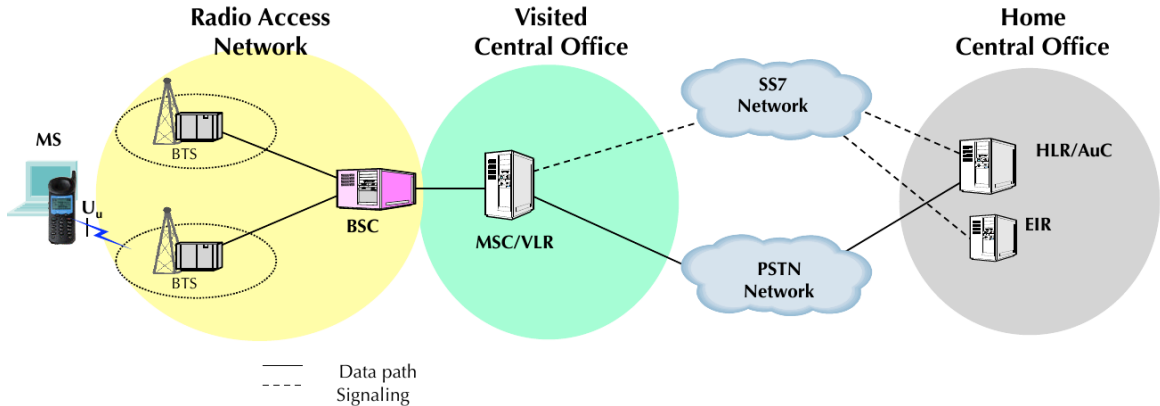 Radio Access
Network
Visited
Central Office
Home
Central Office
SS7
Network
MS
BTS
HLR/AuC
Uu
BSC
MSC/VLR
EIR
BTS
PSTN
Network
Data path
Signaling